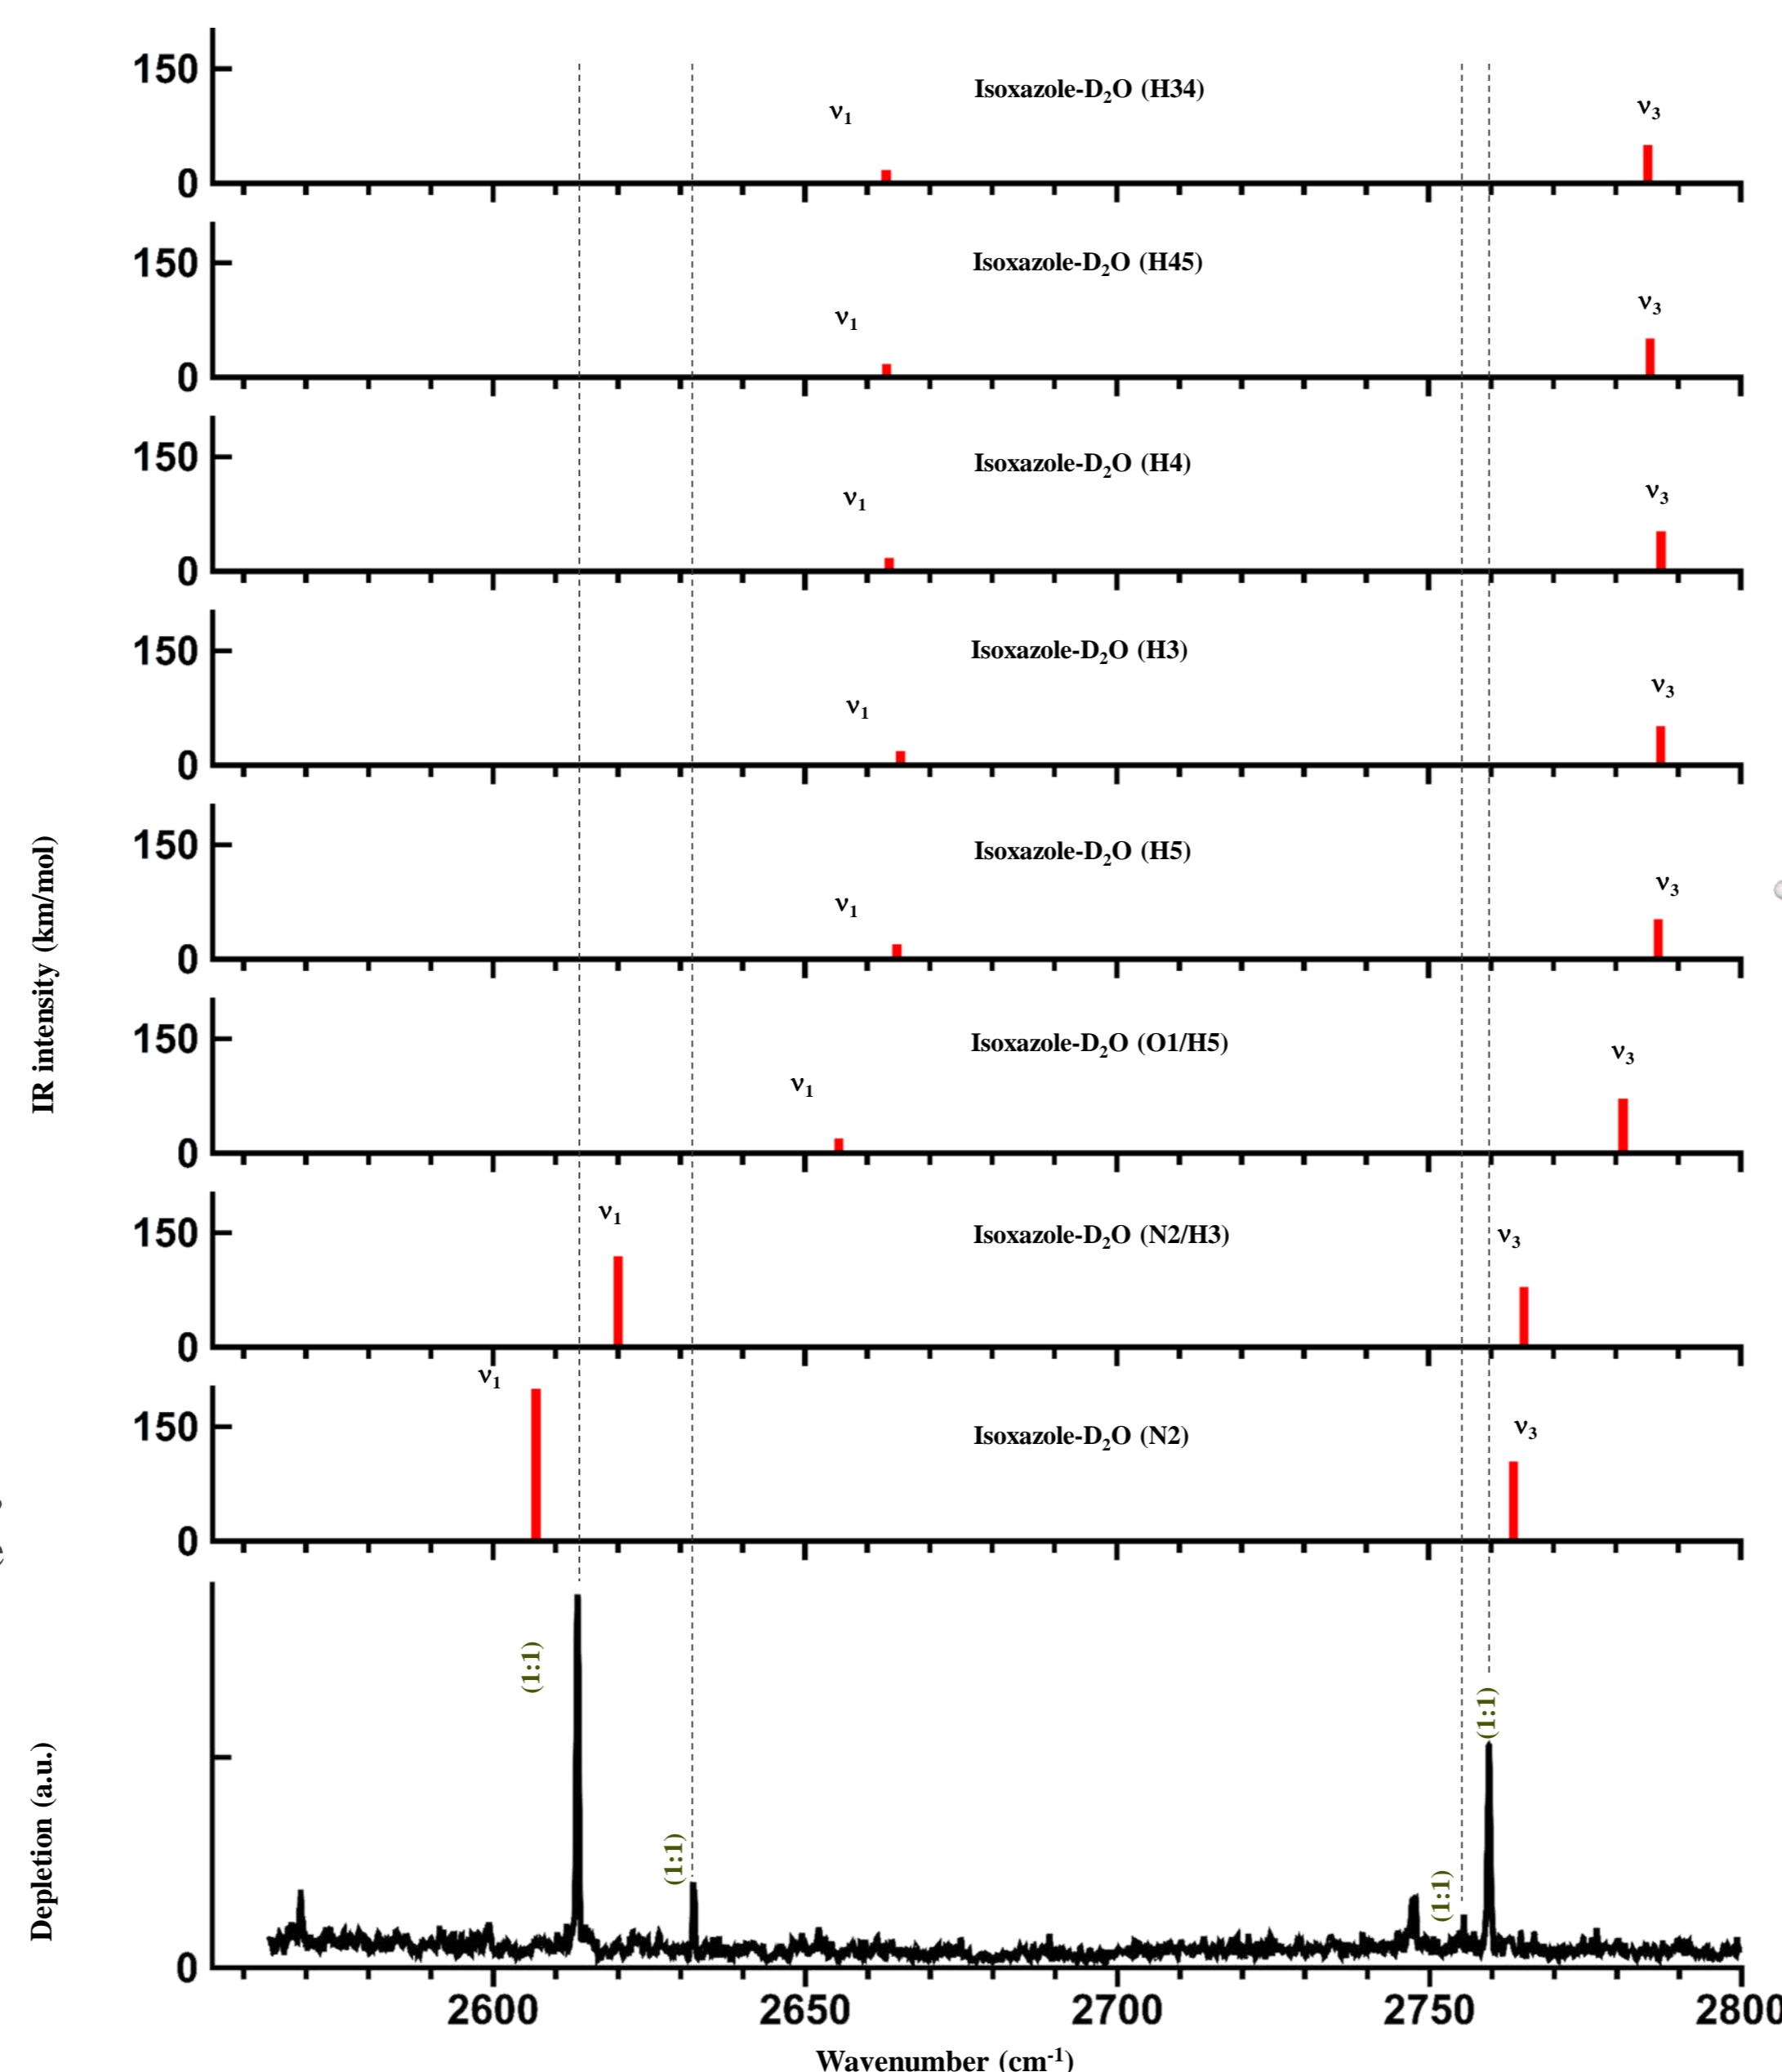 150
Isoxazole-D₂O (H34)
ν₁
ν₃
0
150
Isoxazole-D₂O (H45)
ν₁
ν₃
0
150
Isoxazole-D₂O (H4)
ν₁
ν₃
0
150
Isoxazole-D₂O (H3)
ν₁
ν₃
0
150
Isoxazole-D₂O (H5)
ν₁
ν₃
0
IR intensity (km/mol)
150
Isoxazole-D₂O (O1/H5)
ν₁
ν₃
0
150
Isoxazole-D₂O (N2/H3)
ν₁
ν₃
0
150
Isoxazole-D₂O (N2)
ν₁
ν₃
0
(1:1)
(1:1)
(1:1)
(1:1)
Depletion (a.u.)
0
2600 2650 2700 2750 2800
Wavenumber (cm⁻¹)